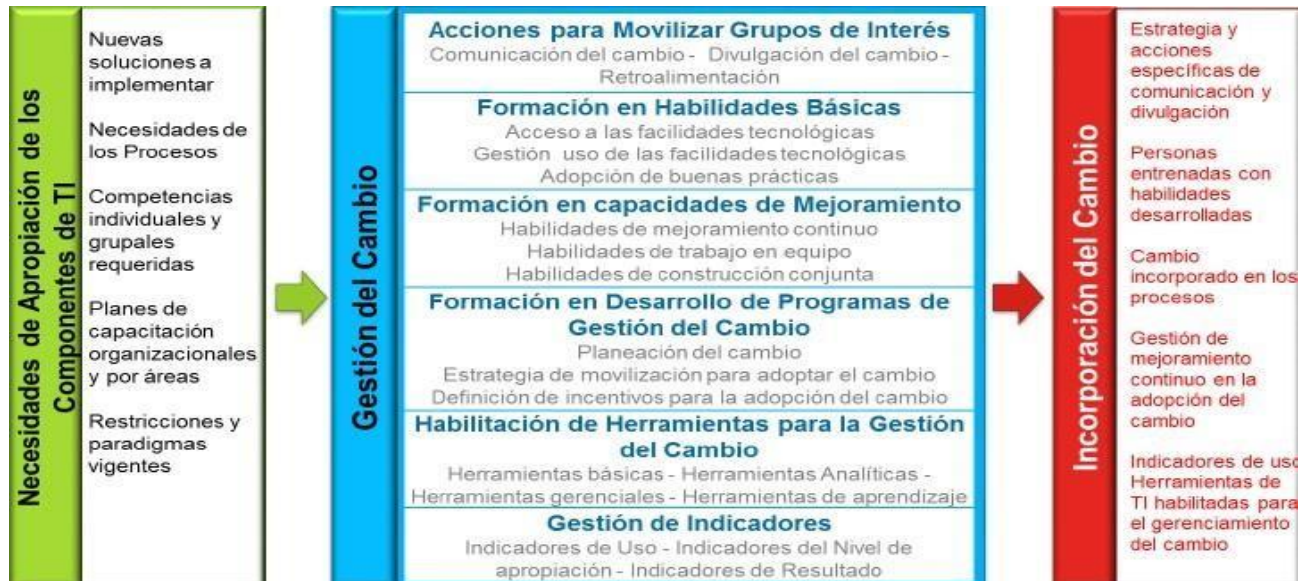 Necesidades de Apropiación de los
Componentes de TI
Nuevas
soluciones a
implementar
Necesidades de
los Procesos
Competencias
individuales y
grupales
requeridas
Planes de
capacitación
organizacionales
y por áreas
Restricciones y
paradigmas
vigentes
Gestión del Cambio
Acciones para Movilizar Grupos de Interés
Comunicación del cambio - Divulgación del cambio -
Retroalimentación
Formación en Habilidades Básicas
Acceso a las facilidades tecnológicas
Gestión uso de las facilidades tecnológicas
Adopción de buenas prácticas
Formación en capacidades de Mejoramiento
Habilidades de mejoramiento continuo
Habilidades de trabajo en equipo
Habilidades de construcción conjunta
Formación en Desarrollo de Programas de
Gestión del Cambio
Planeación del cambio
Estrategia de movilización para adoptar el cambio
Definición de incentivos para la adopción del cambio
Habilitación de Herramientas para la Gestión
del Cambio
Herramientas básicas - Herramientas Analíticas -
Herramientas gerenciales - Herramientas de aprendizaje
Gestión de Indicadores
Indicadores de Uso - Indicadores del Nivel de
apropiación - Indicadores de Resultado
Incorporación del Cambio
Estrategia y
acciones
específicas de
comunicación y
divulgación
Personas
entrenadas con
habilidades
desarrolladas
Cambio
incorporado en los
procesos
Gestión de
mejoramiento
continuo en la
adopción del
cambio
Indicadores de uso
Herramientas de
TI habilitadas para
el gerenciamiento
del cambio